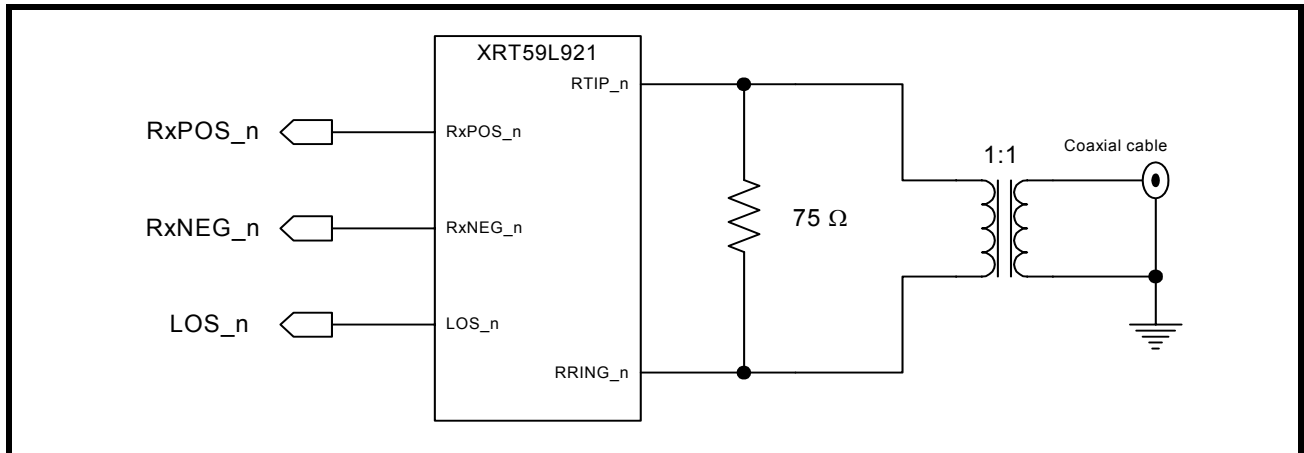 XRT59L921
RTIP_n
RxPOS_n
RxPOS_n
1:1
Coaxial cable
RxNEG_n
RxNEG_n
75 Ω
LOS_n
LOS_n
RRING_n